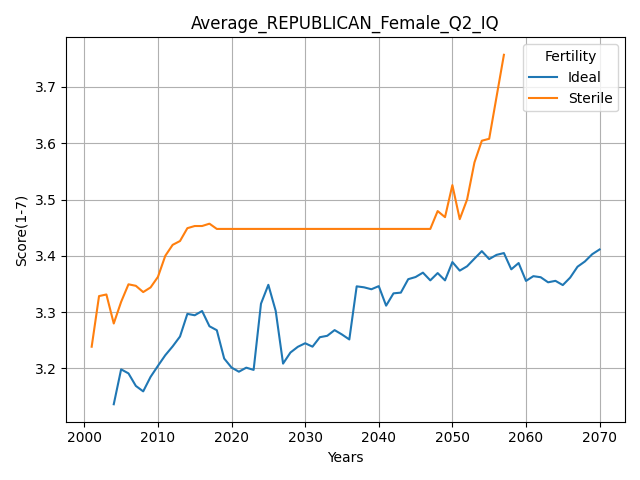 Average_REPUBLICAN_Female_Q2_IQ
Fertility
Ideal
Sterile
Score(1-7)
3.7
3.6
3.5
3.4
3.3
3.2
2000 2010 2020 2030 2040 2050 2060 2070
Years